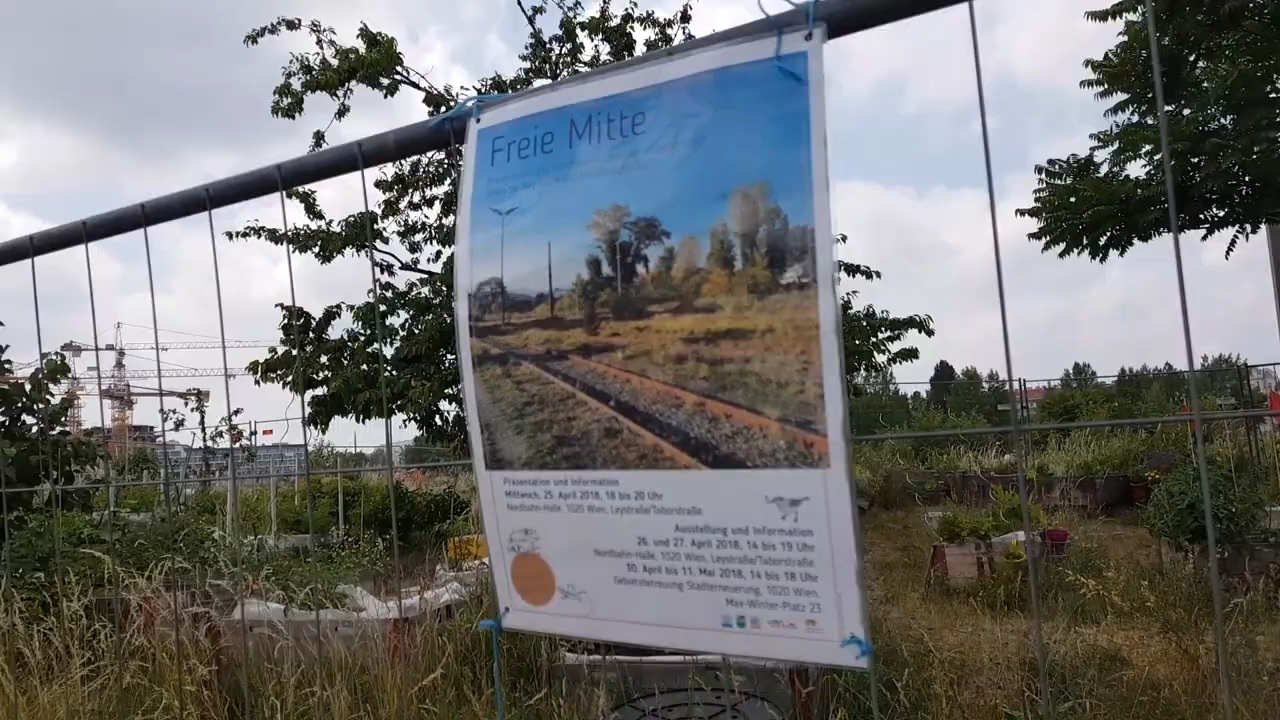 Freie Mitte
Präsentation und Information
Mittwoch, 25. April 2018, 18 bis 20 Uhr
Nordbahn-Halle, 1020 Wien, Leystraße/Taborstraße
Ausstellung und Information
26. und 27. April 2018, 14 bis 19 Uhr
Nordbahn-Halle, 1020 Wien, Leystraße/Taborstraße
30. April bis 11. Mai 2018, 14 bis 18 Uhr
Gebietsbetreuung Stadterneuerung, 1020 Wien,
Max-Winter-Platz 23